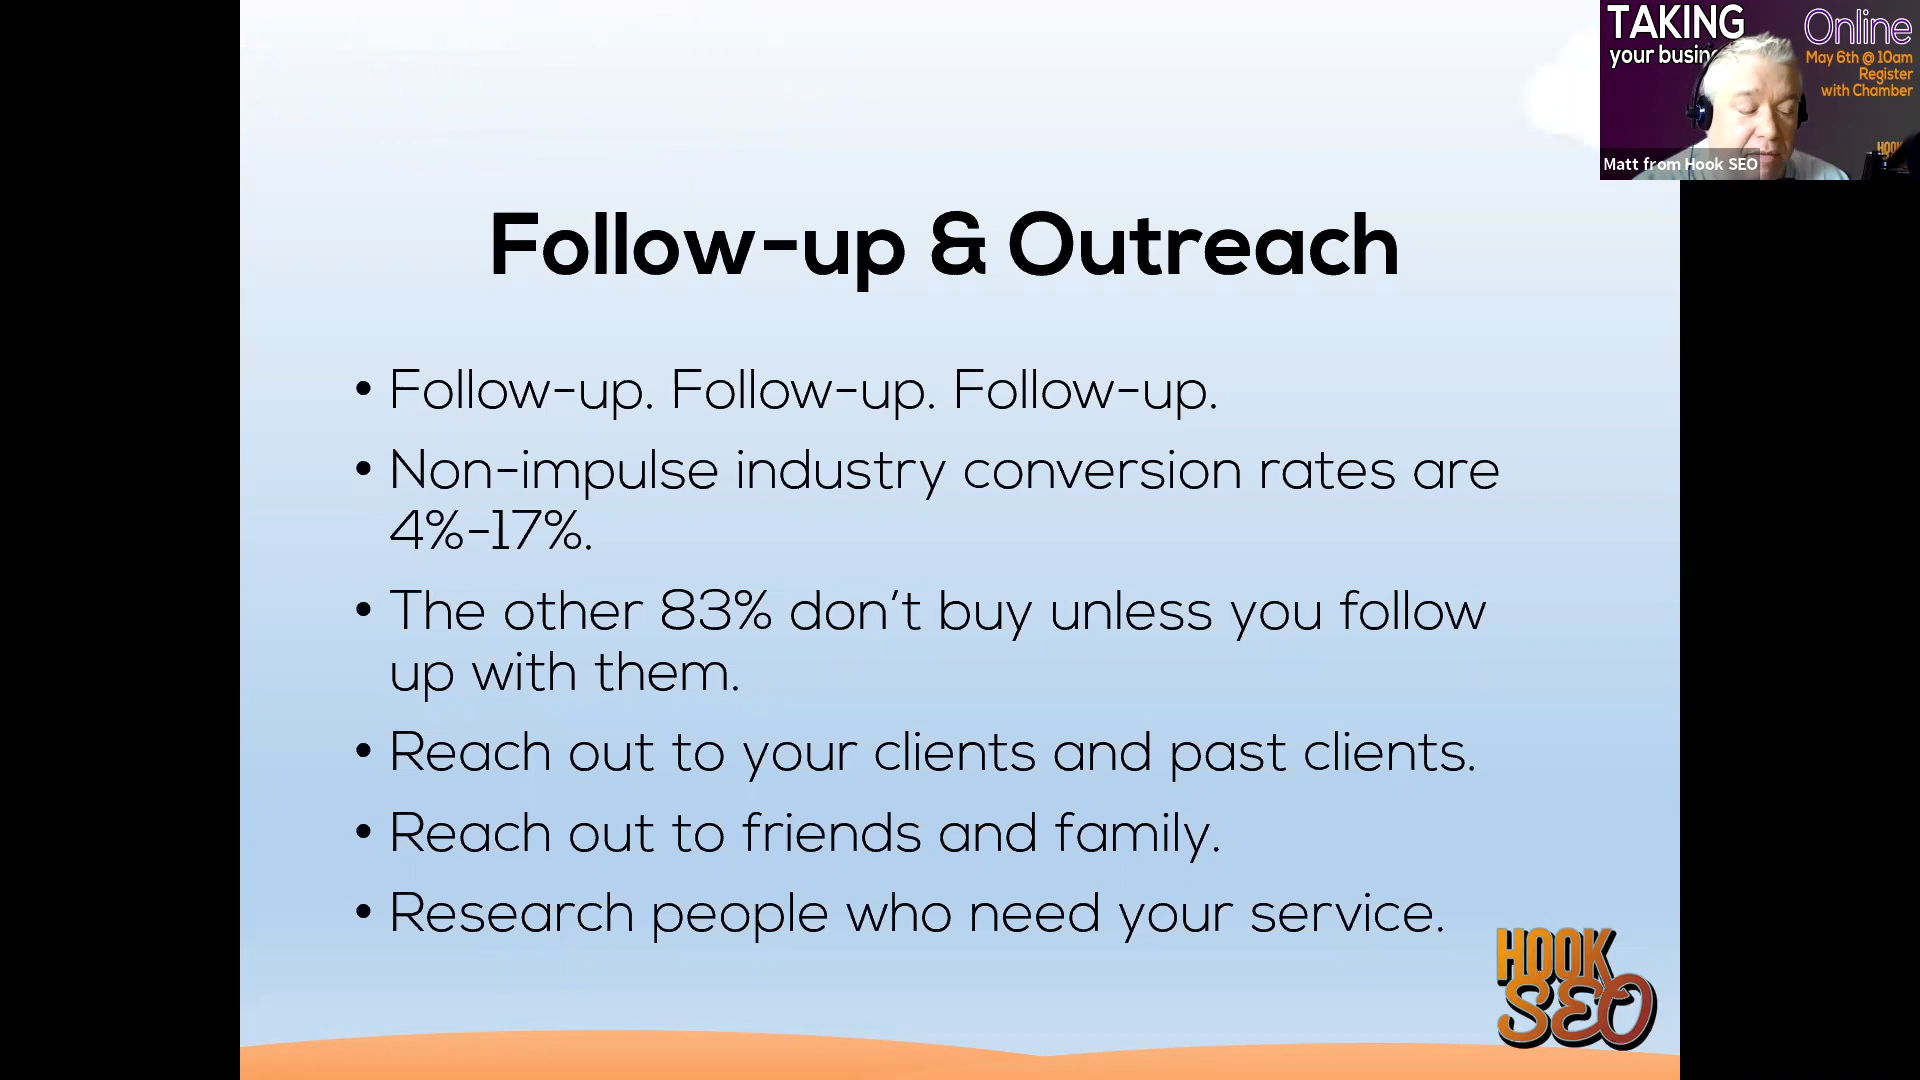 Follow-up & Outreach
• Follow-up. Follow-up. Follow-up.
• Non-impulse industry conversion rates are
4%-17%.
• The other 83% don't buy unless you follow
up with them.
• Reach out to your clients and past clients.
• Reach out to friends and family.
• Research people who need your service.
HOOK
SEO
TAKING
your
Online
May 6th @ 10am
Register
with Chamber
Matt from Hook SEO